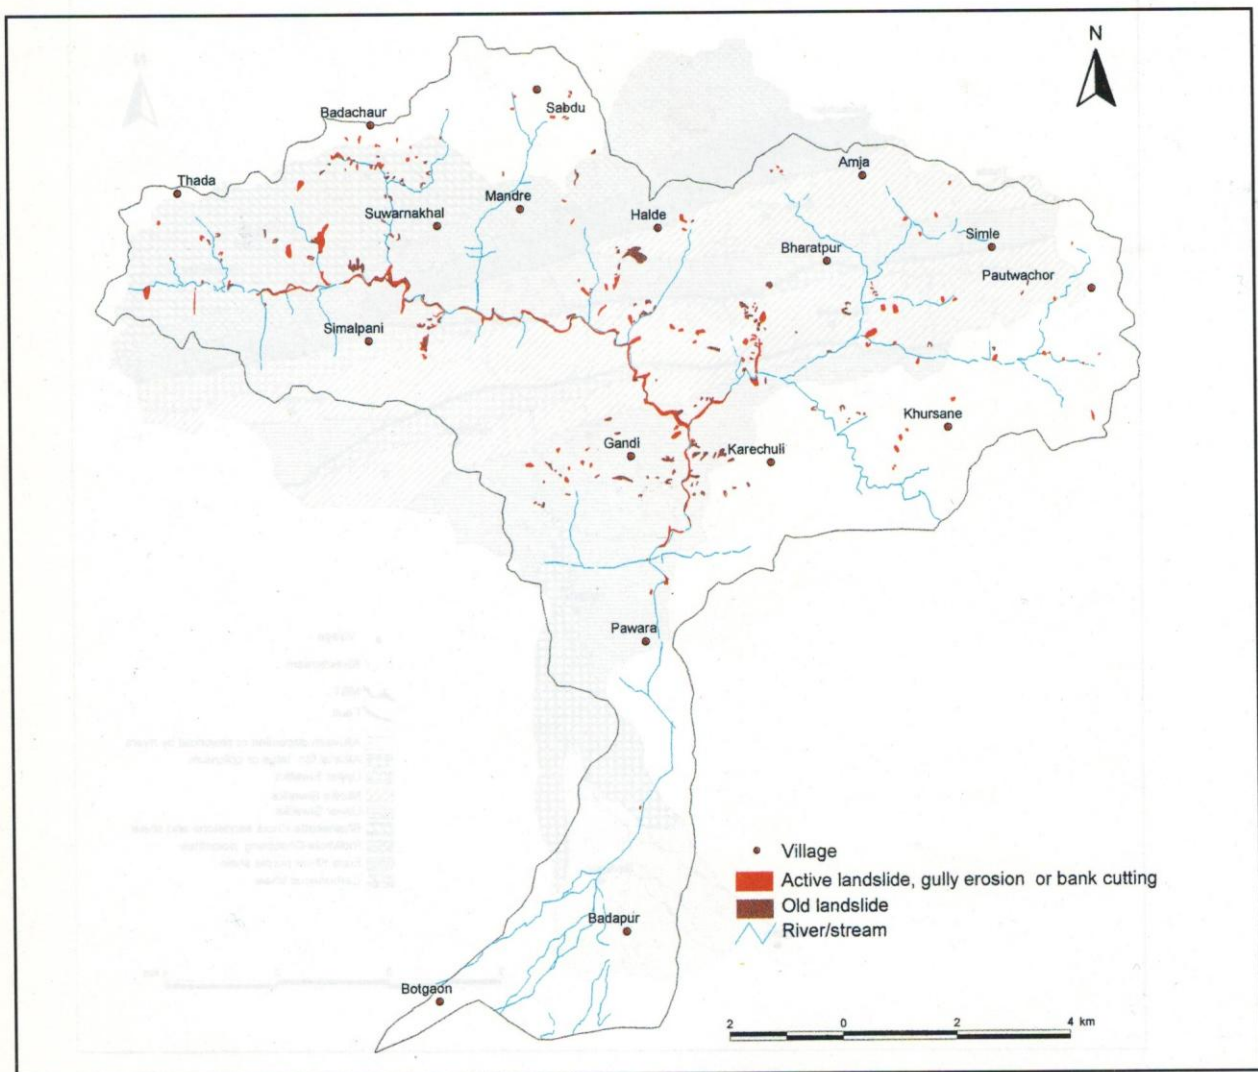 N
Sabdu
Badachaur
Amja
Thada
Mandre
Suwarnakhal
Halde
Simle
Bharatpur
Pautwachor
Simalpani
Khursane
Gandi
Karechuli
Pawara
Village
Active landslide, gully erosion or bank cutting
Old landslide
River/stream
Badapur
Botgaon
2 0 2 4 km